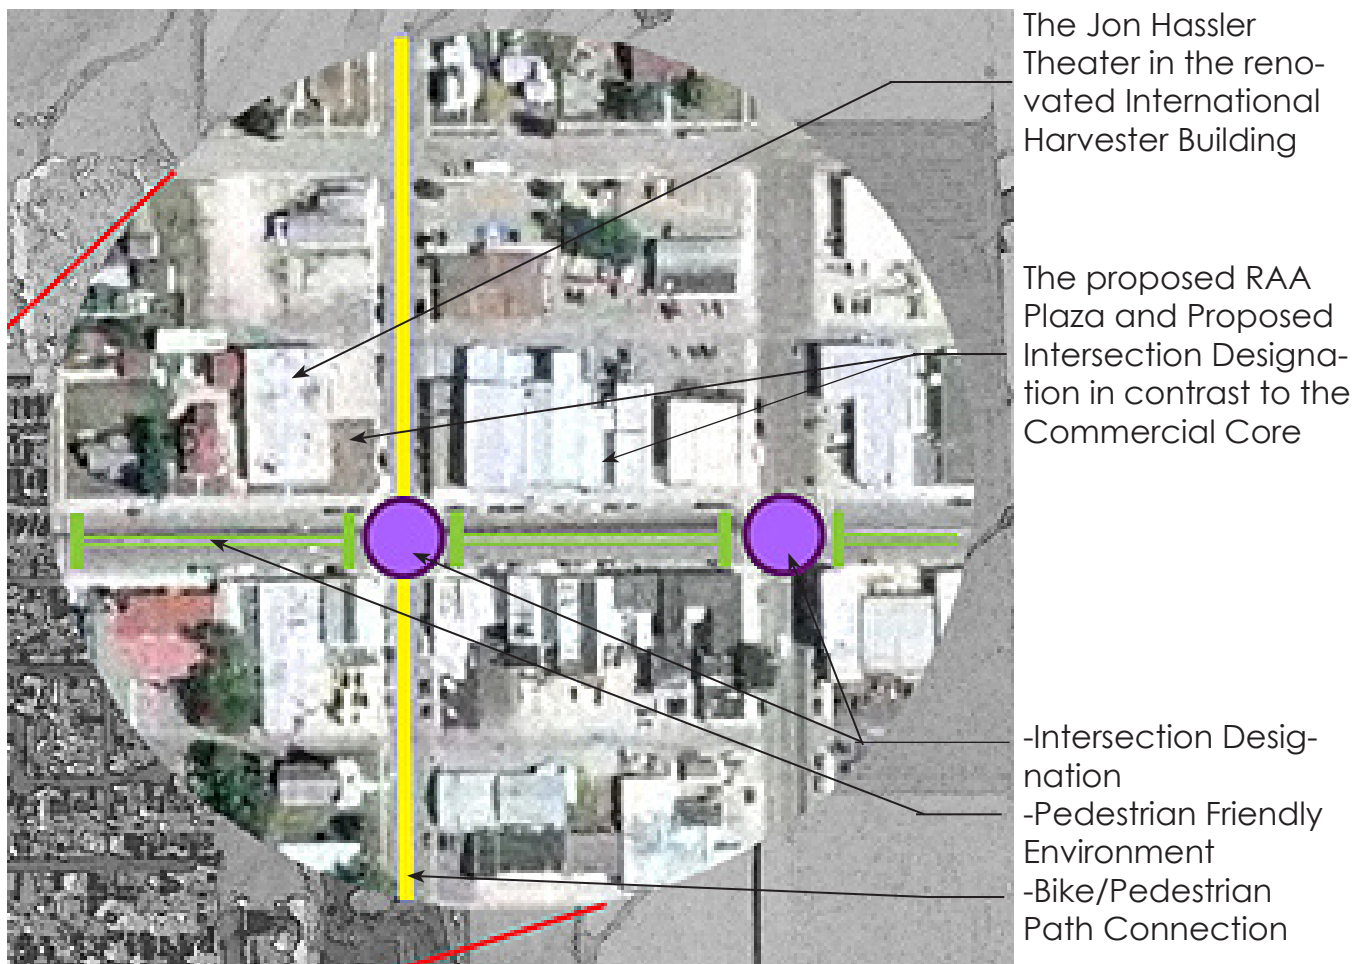 The Jon Hassler
Theater in the reno-
vated International
Harvester Building
The proposed RAA
Plaza and Proposed
Intersection Designa-
tion in contrast to the
Commercial Core
-Intersection Desig-
nation
-Pedestrian Friendly
Environment
-Bike/Pedestrian
Path Connection